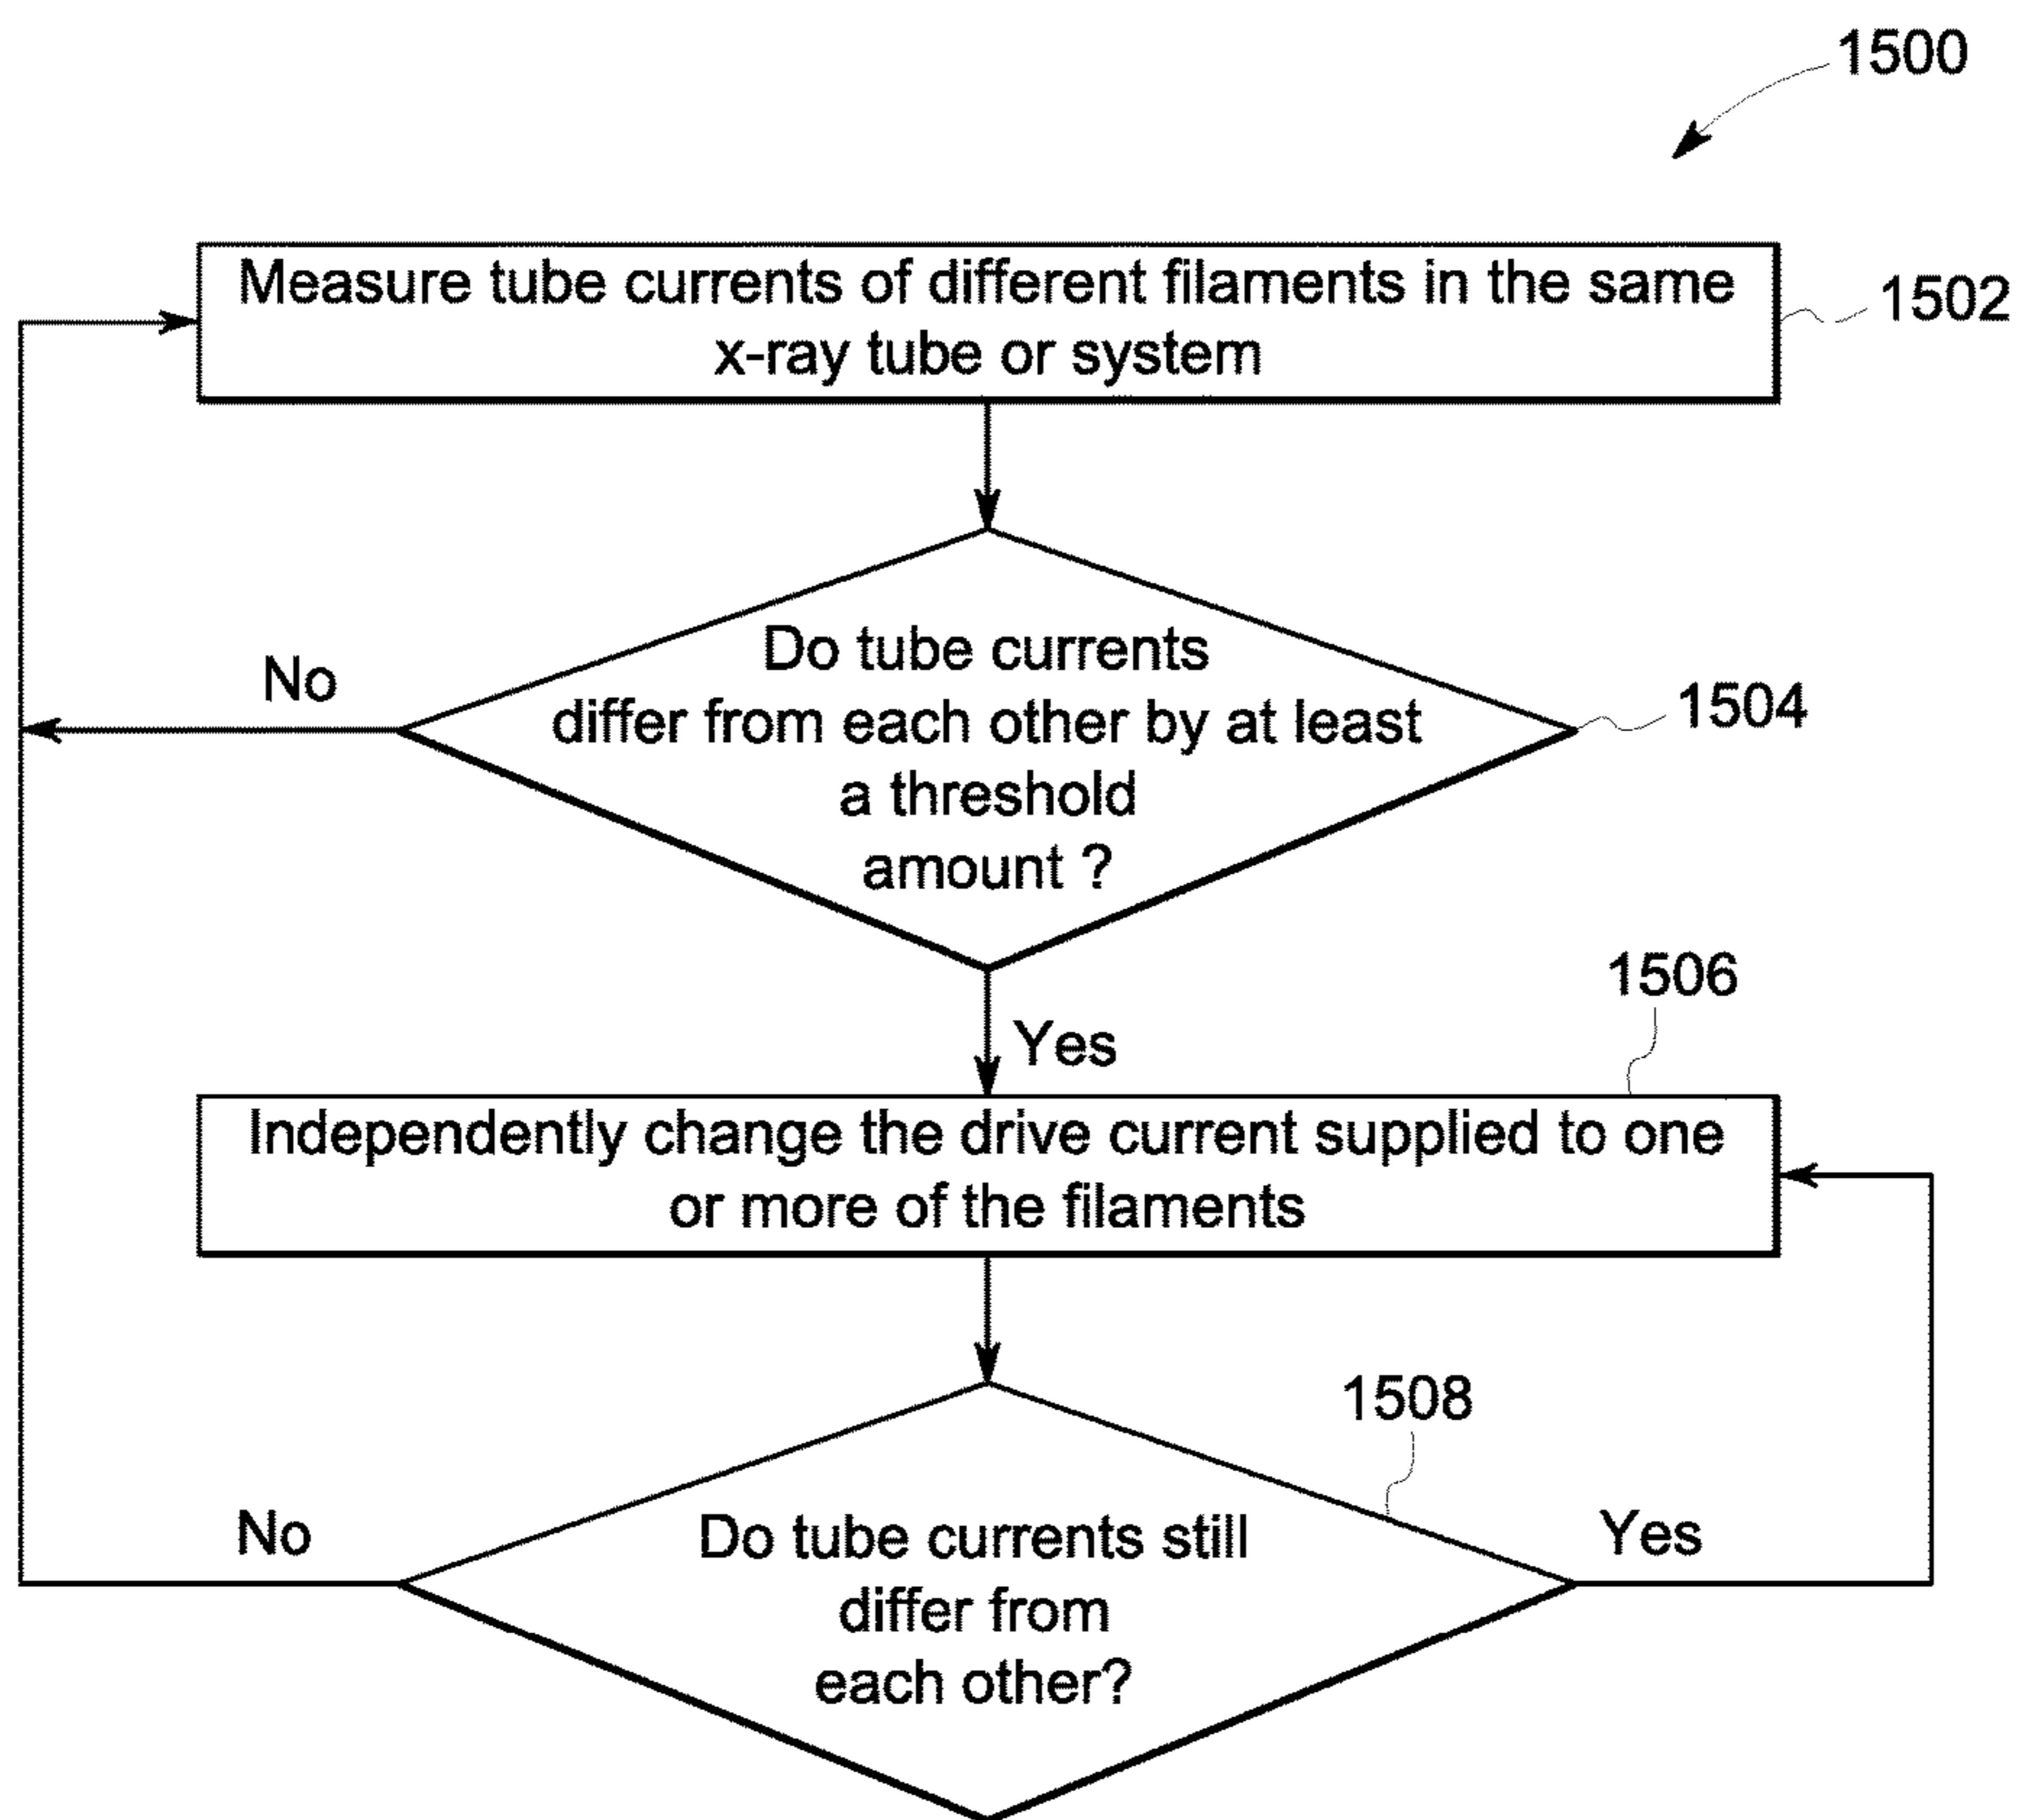 1500
Measure tube currents of different filaments in the same
x-ray tube or system
1502
Do tube currents
differ from each other by at least
a threshold
amount ?
No
1504
Yes
1506
Independently change the drive current supplied to one
or more of the filaments
1508
Do tube currents still
differ from
each other?
No
Yes